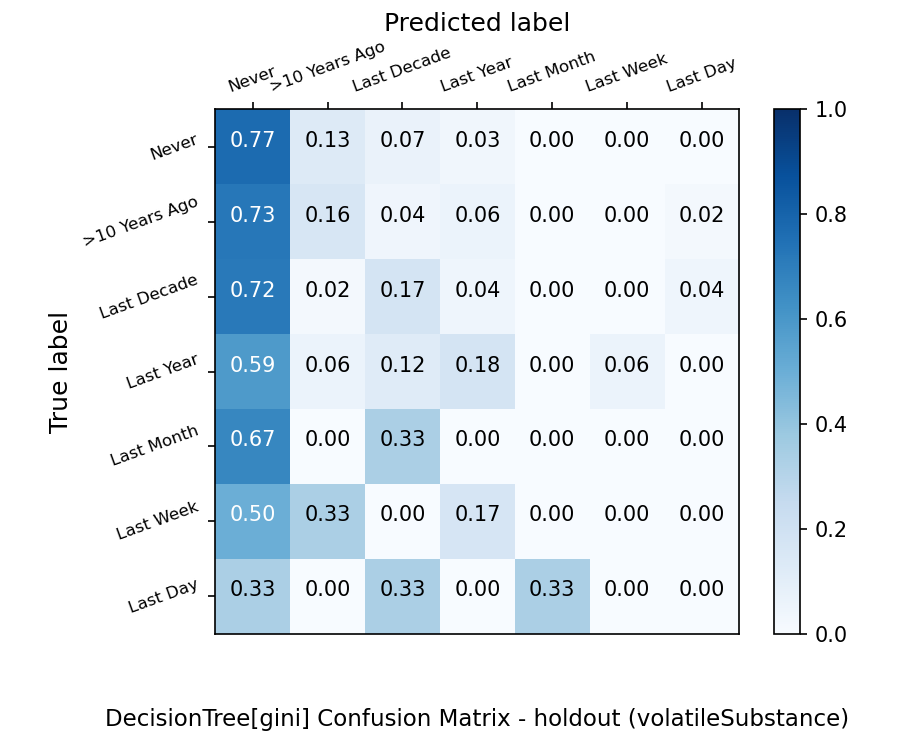 Predicted label
Never >10 Years Ago Last Decade Last Year Last Month Last Week Last Day
1.0
Never 0.77 0.13 0.07 0.03 0.00 0.00 0.00
>10 Years Ago 0.73 0.16 0.04 0.06 0.00 0.00 0.02
0.8
Last Decade 0.72 0.02 0.17 0.04 0.00 0.00 0.04
0.6
True label
Last Year 0.59 0.06 0.12 0.18 0.00 0.06 0.00
0.4
Last Month 0.67 0.00 0.33 0.00 0.00 0.00 0.00
Last Week 0.50 0.33 0.00 0.17 0.00 0.00 0.00
0.2
Last Day 0.33 0.00 0.33 0.00 0.33 0.00 0.00
0.0
DecisionTree[gini] Confusion Matrix - holdout (volatileSubstance)